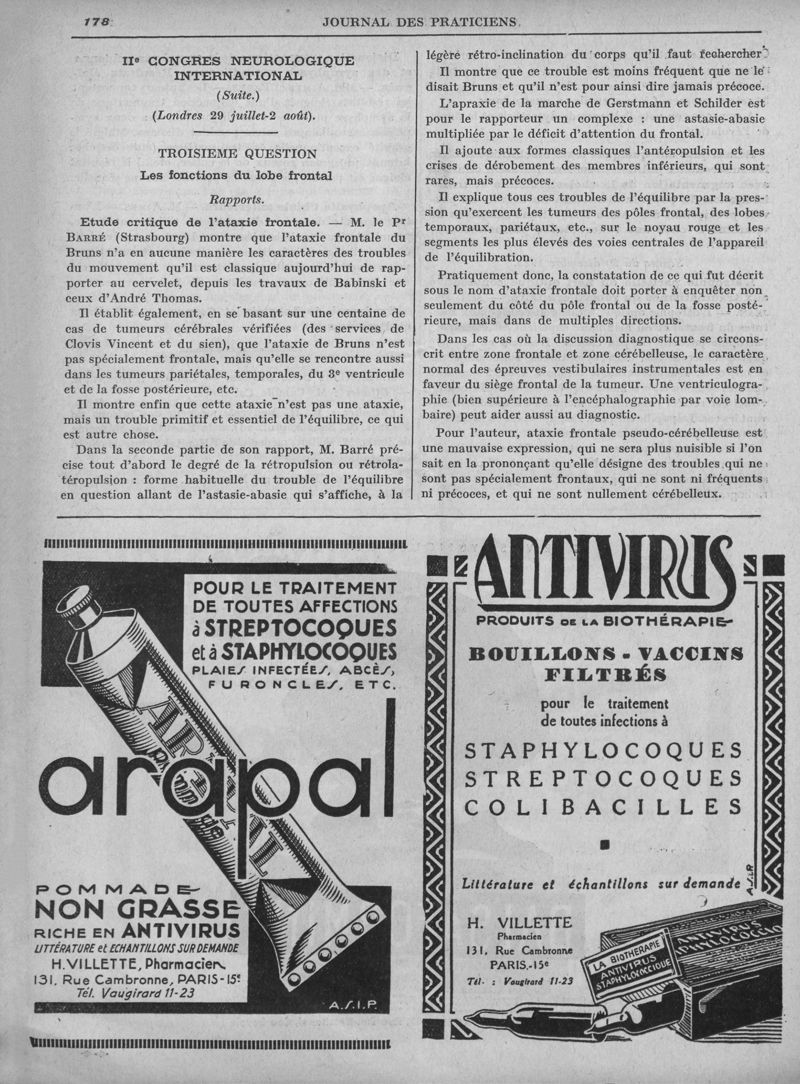 178
JOURNAL DES PRATICIENS
IIe CONGRES NEUROLOGIQUE
INTERNATIONAL
(Suite.)
(Londres 29 juillet-2 août).
TROISIEME QUESTION
Les fonctions du lobe frontal
Rapports.
Etude critique de l'ataxie frontale. — M. le Pr
BARRÉ (Strasbourg) montre que l'ataxie frontale du
Bruns n'a en aucune manière les caractères des troubles
du mouvement qu'il est classique aujourd'hui de rap-
porter au cervelet, depuis les travaux de Babinski et
ceux d'André Thomas.
Il établit également, en se basant sur une centaine de
cas de tumeurs cérébrales vérifiées (des services de
Clovis Vincent et du sien), que l'ataxie de Bruns n'est
pas spécialement frontale, mais qu'elle se rencontre aussi
dans les tumeurs pariétales, temporales, du 3e ventricule
et de la fosse postérieure, etc.
Il montre enfin que cette ataxie n'est pas une ataxie,
mais un trouble primitif et essentiel de l'équilibre, ce qui
est autre chose.
Dans la seconde partie de son rapport, M. Barré pré-
cise tout d'abord le degré de la rétropulsion ou rétrola-
téropulsion : forme habituelle du trouble de l'équilibre
en question allant de l'astasie-abasie qui s'affiche, à la
légère rétro-inclination du corps qu'il faut rechercher
Il montre que ce trouble est moins fréquent que ne le
disait Bruns et qu'il n'est pour ainsi dire jamais précoce.
L'apraxie de la marche de Gerstmann et Schilder est
pour le rapporteur un complexe : une astasie-abasie
multipliée par le déficit d'attention du frontal.
Il ajoute aux formes classiques l'antéropulsion et les
crises de dérobement des membres inférieurs, qui sont
rares, mais précoces.
Il explique tous ces troubles de l'équilibre par la pres-
sion qu'exercent les tumeurs des pôles frontal, des lobes
temporaux, pariétaux, etc., sur le noyau rouge et les
segments les plus élevés des voies centrales de l'appareil
de l'équilibration.
Pratiquement donc, la constatation de ce qui fut décrit
sous le nom d'ataxie frontale doit porter à enquêter non
seulement du côté du pôle frontal ou de la fosse posté-
rieure, mais dans de multiples directions.
Dans les cas où la discussion diagnostique se circons-
crit entre zone frontale et zone cérébelleuse, le caractère
normal des épreuves vestibulaires instrumentales est en
faveur du siège frontal de la tumeur. Une ventriculogra-
phie (bien supérieure à l'encéphalographie par voie lom-
baire) peut aider aussi au diagnostic.
Pour l'auteur, ataxie frontale pseudo-cérébelleuse est
une mauvaise expression, qui ne sera plus nuisible si l'on
sait en la prononçant qu'elle désigne des troubles qui ne
sont pas spécialement frontaux, qui ne sont ni fréquents
ni précoces, et qui ne sont nullement cérébelleux.
POUR LE TRAITEMENT
DE TOUTES AFFECTIONS
à STREPTOCOQUES
et à STAPHYLOCOQUES
PLAIES INFECTÉES, ABCÈS,
FURONCLES, ETC.
ARAPAL
pommade
arapal
POMMADE
NON GRASSE
RICHE EN ANTIVIRUS
LITTÉRATURE et ECHANTILLONS SUR DEMANDE
H. VILLETTE, Pharmacien
131, Rue Cambronne, PARIS-15e
Tél. Vaugirard 11-23
A.S.I.P.
ANTIVIRUS
PRODUITS DE LA BIOTHÉRAPIE
BOUILLONS - VACCINS
FILTRÉS
pour le traitement
de toutes infections à
STAPHYLOCOQUES
STREPTOCOQUES
COLIBACILLES
Littérature et échantillons sur demande
H. VILLETTE
Pharmacien
131, Rue Cambronne
PARIS-15e
Tél. : Vaugirard 11-23
LA BIOTHERAPIE
ANTIVIRUS
STAPHYLOCOCCIQUE
ANTIVIRUS